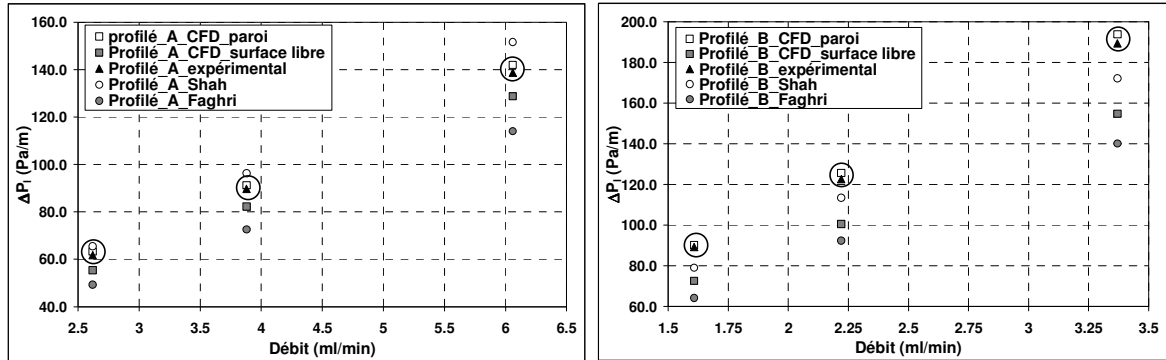 160.0
140.0
120.0
100.0
80.0
60.0
40.0
ΔPl (Pa/m)
profilé_A_CFD_paroi
Profilé_A_CFD_surface libre
Profilé_A_expérimental
Profilé_A_Shah
Profilé_A_Faghri
2.5 3 3.5 4 4.5 5 5.5 6 6.5
Débit (ml/min)
200.0
180.0
160.0
140.0
120.0
100.0
80.0
60.0
ΔPl (Pa/m)
Profilé_B_CFD_paroi
Profilé_B_CFD_surface libre
Profilé_B_expérimental
Profilé_B_Shah
Profilé_B_Faghri
1.5 1.75 2 2.25 2.5 2.75 3 3.25 3.5
Débit (ml/min)